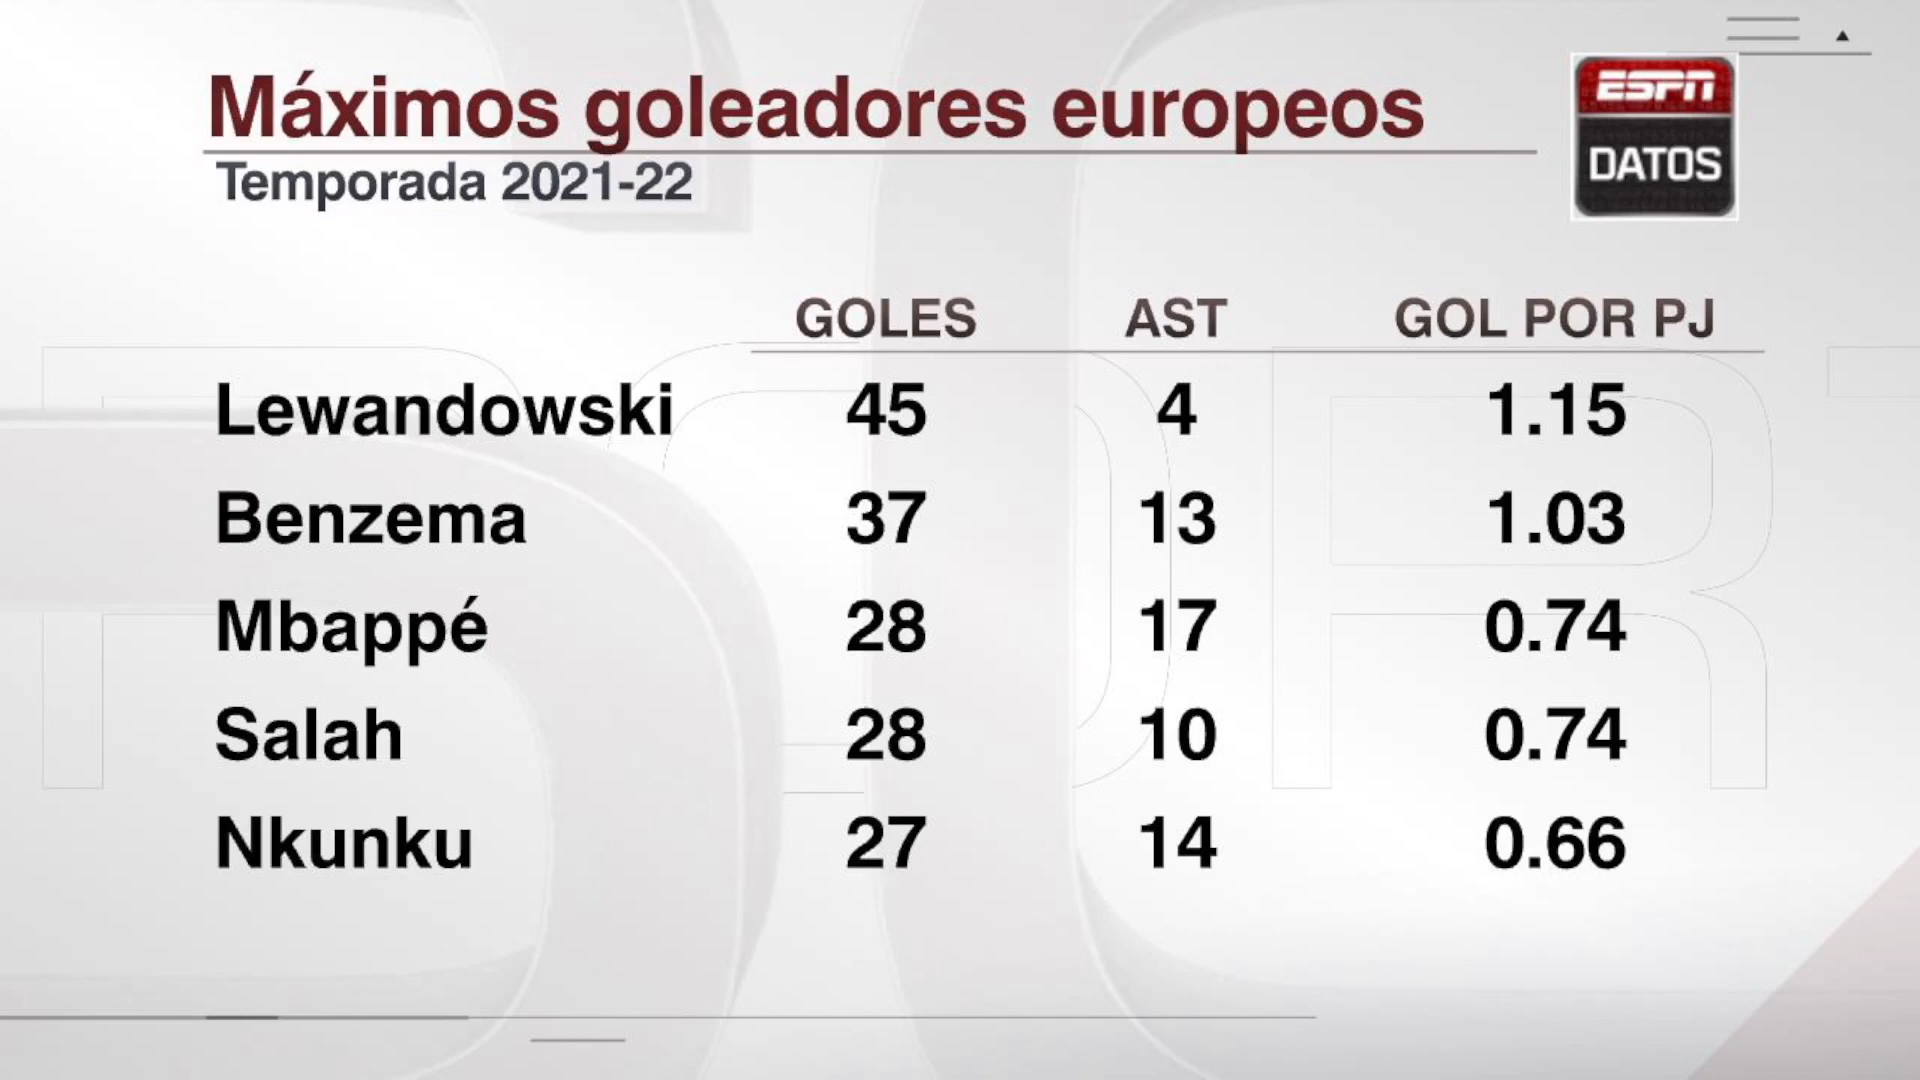 Máximos goleadores europeos
Temporada 2021-22
ESPN
DATOS
GOLES AST GOL POR PJ
Lewandowski 45 4 1.15
Benzema 37 13 1.03
Mbappé 28 17 0.74
Salah 28 10 0.74
Nkunku 27 14 0.66